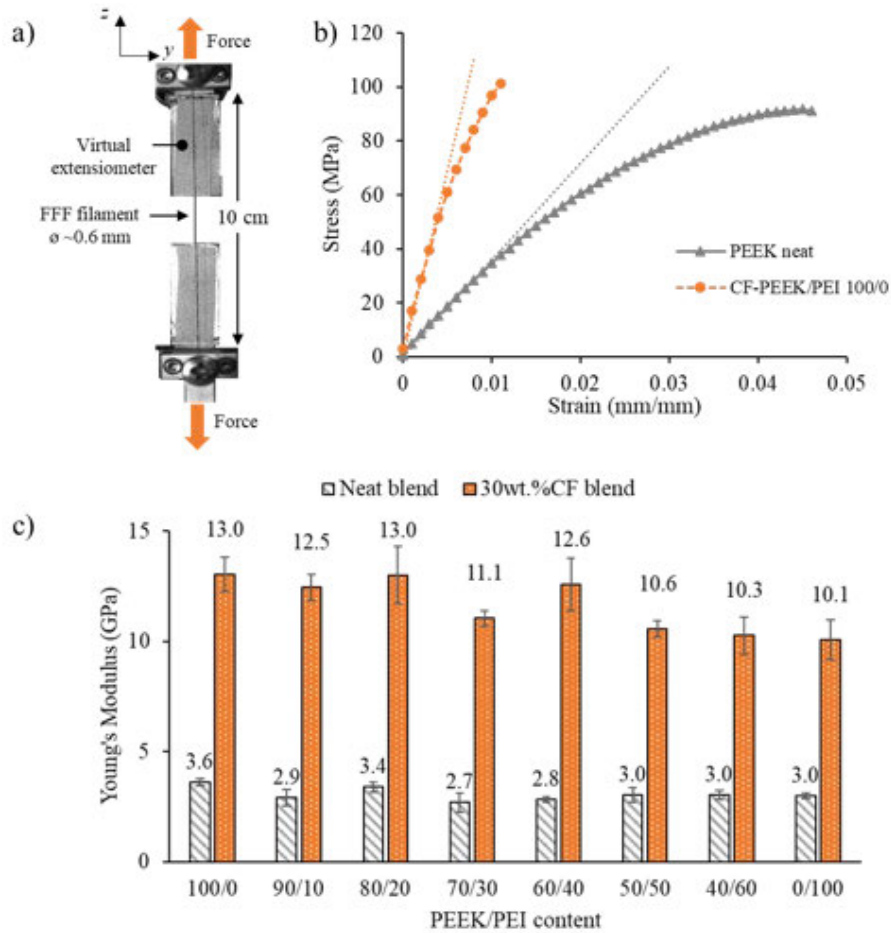 a)
z
y
Force
Virtual
extensiometer
FFF filament
ø ~0.6 mm
10 cm
Force
b)
Stress (MPa)
120
100
80
60
40
20
0
PEEK neat
CF-PEEK/PEI 100/0
0
0.01
0.02
0.03
0.04
0.05
Strain (mm/mm)
c)
Neat blend
30wt.%CF blend
Young's Modulus (GPa)
15
10
5
0
13.0
12.5
13.0
11.1
12.6
10.6
10.3
10.1
3.6
2.9
3.4
2.7
2.8
3.0
3.0
3.0
100/0
90/10
80/20
70/30
60/40
50/50
40/60
0/100
PEEK/PEI content